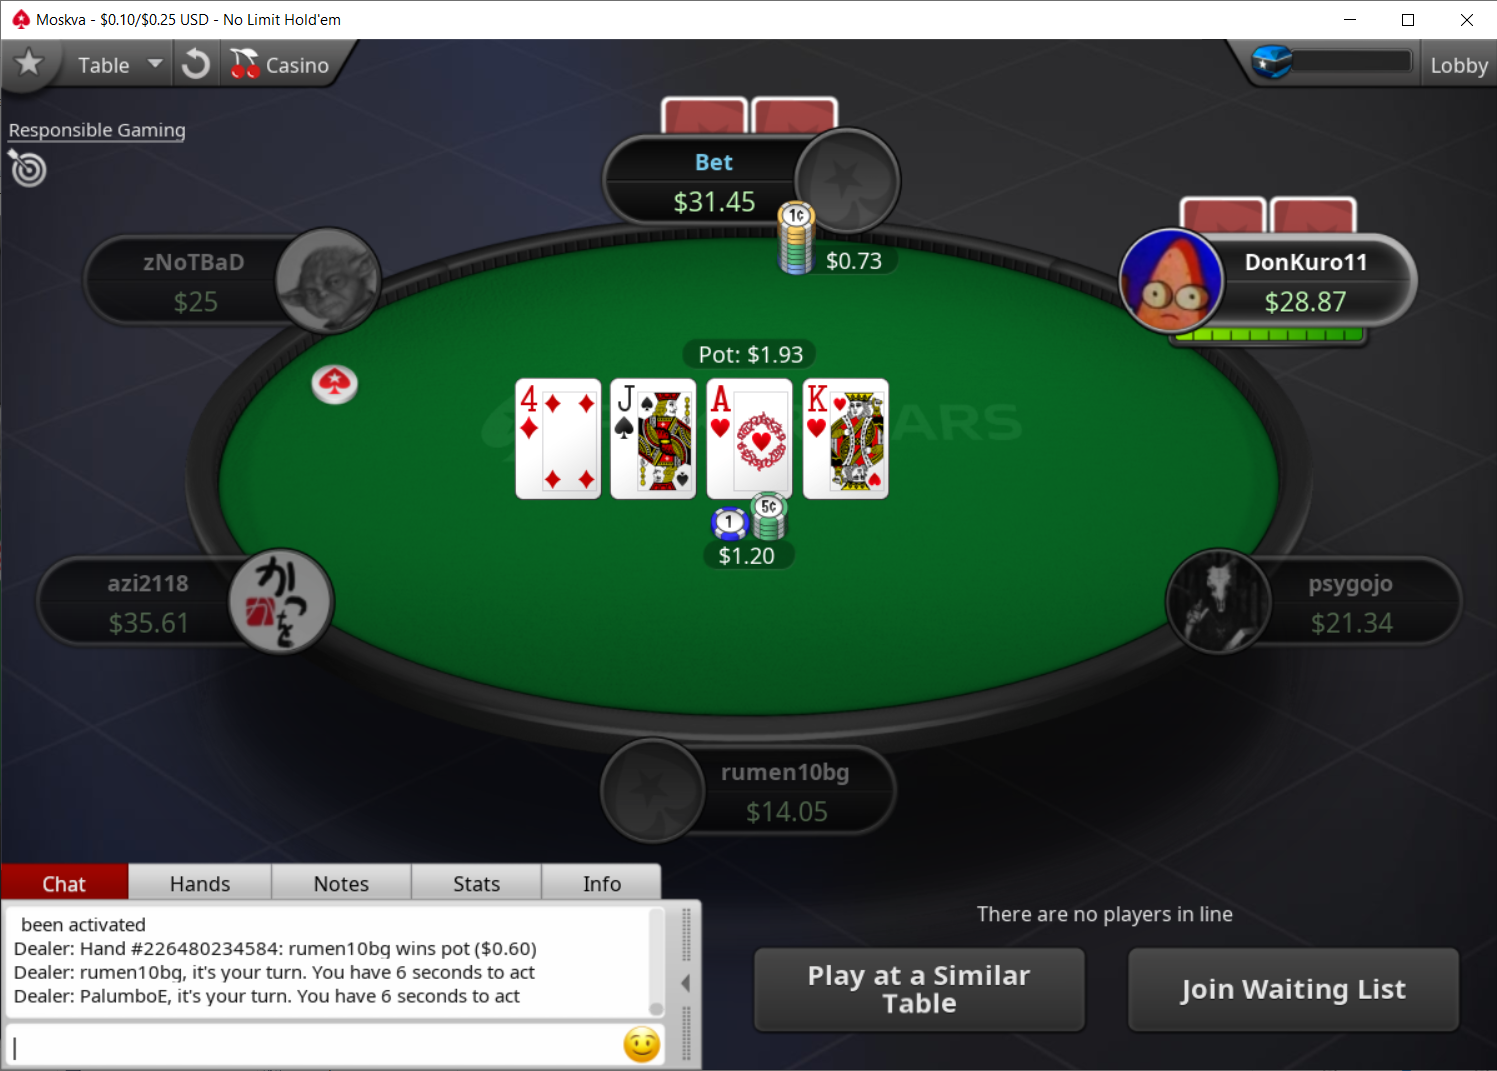 Moskva - $0.10/$0.25 USD - No Limit Hold'em
Table
Casino
Lobby
Responsible Gaming
Bet
$31.45
1¢
$0.73
zNoTBaD
$25
DonKuro11
$28.87
Pot: $1.93
4
J
A
K
1
5¢
$1.20
azi2118
$35.61
psygojo
$21.34
rumen10bg
$14.05
Chat
Hands
Notes
Stats
Info
been activated
Dealer: Hand #226480234584: rumen10bg wins pot ($0.60)
Dealer: rumen10bg, it's your turn. You have 6 seconds to act
Dealer: PalumboE, it's your turn. You have 6 seconds to act
There are no players in line
Play at a Similar
Table
Join Waiting List